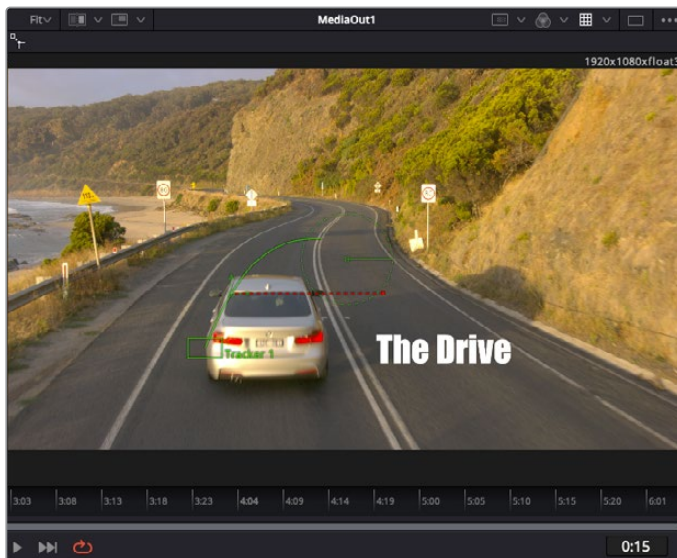 Fit MediaOut1
1920x1080xfloat3
Tracker 1
The Drive
3:03 3:08 3:13 3:18 3:23 4:04 4:09 4:14 4:19 5:00 5:05 5:10 5:15 5:20 6:01
0:15